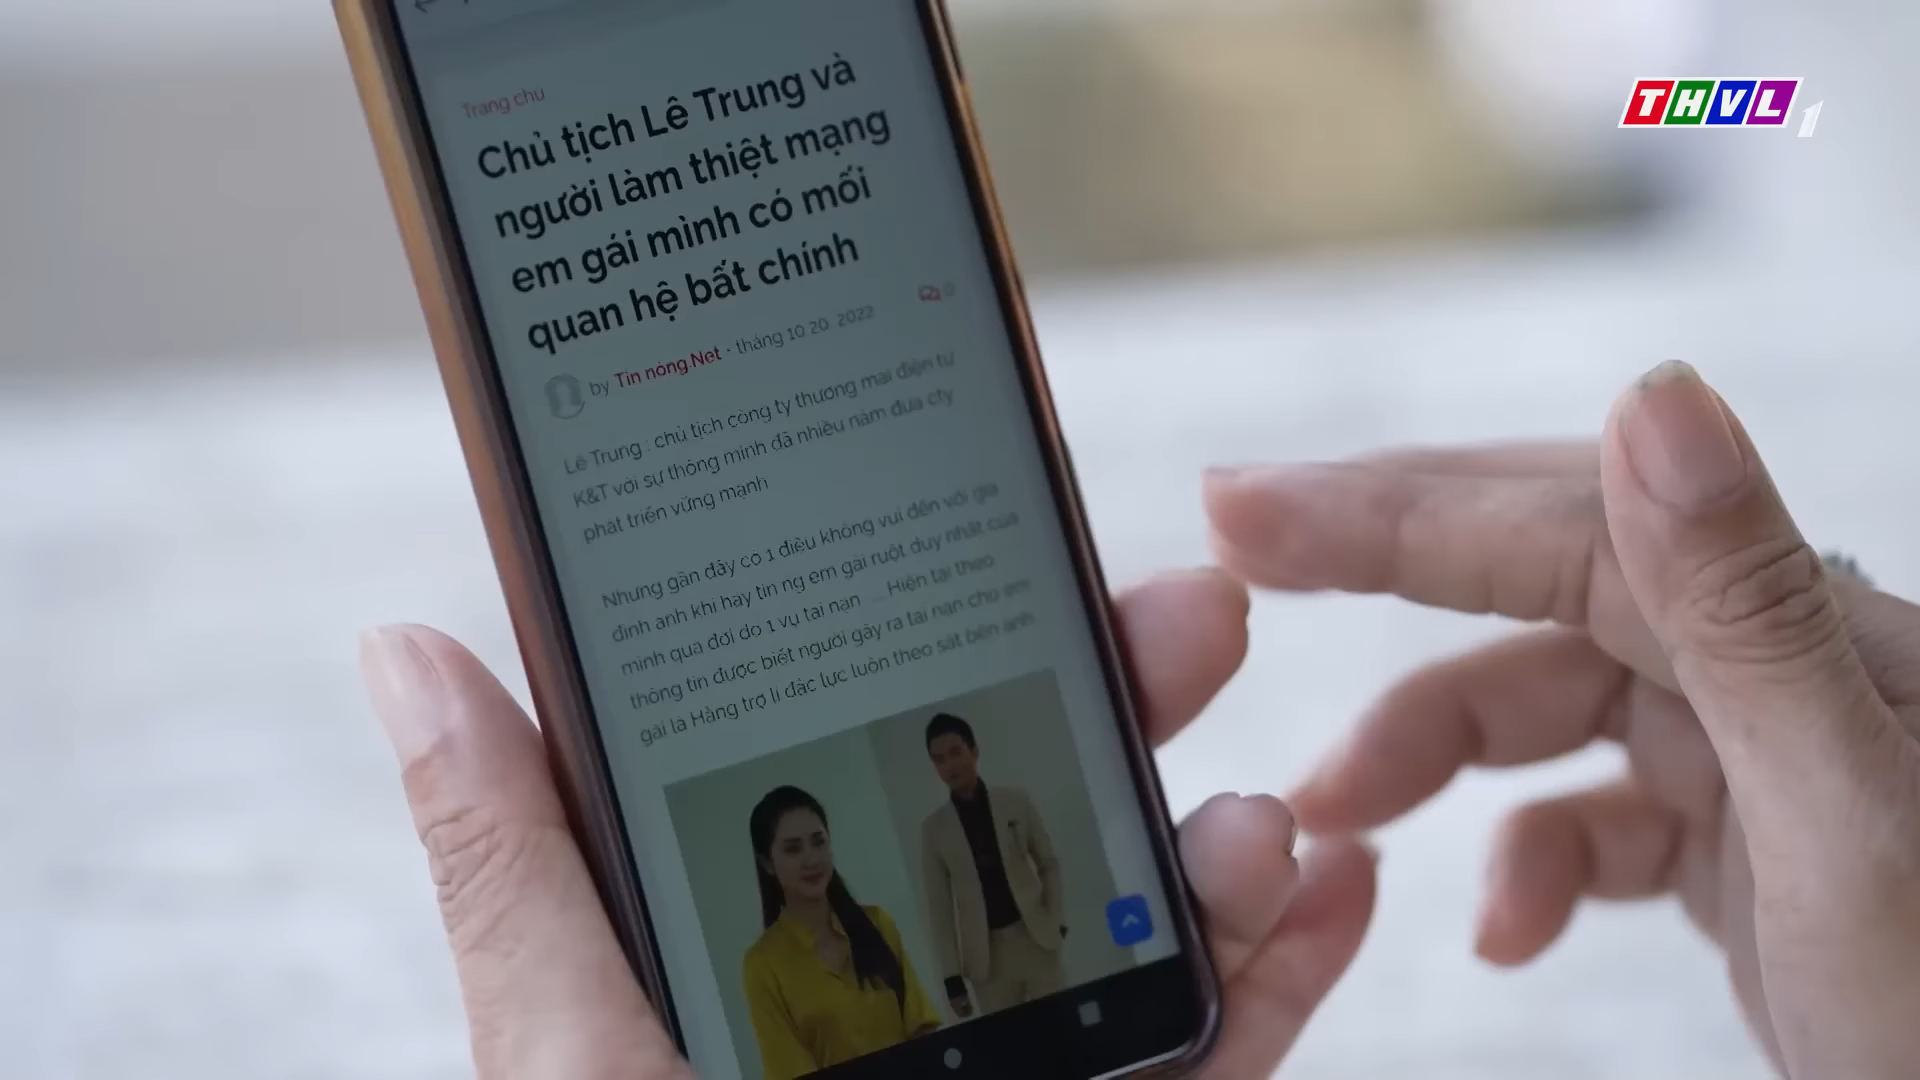 THVL 1
Trang chủ
Chủ tịch Lê Trung và
người làm thiệt mạng
em gái mình có mối
quan hệ bất chính
by Tin nóng.Net · tháng 10 20 2022
0
Lê Trung : chủ tịch công ty thương mại điện tử
K&T với sự thông minh đã nhiều năm đưa cty
phát triển vững mạnh
Nhưng gần đây có 1 điều không vui đến với gia
đình anh khi hay tin ng em gái ruột duy nhất của
mình qua đời do 1 vụ tai nạn ... Hiện tại theo
thông tin được biết người gây ra tai nạn cho em
gái là Hằng trợ lí đắc lực luôn theo sát bên anh